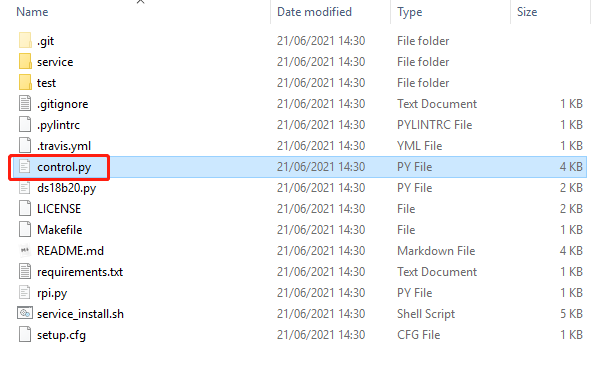 Name Date modified Type Size
.git 21/06/2021 14:30 File folder
service 21/06/2021 14:30 File folder
test 21/06/2021 14:30 File folder
.gitignore 21/06/2021 14:30 Text Document 1 KB
.pylintrc 21/06/2021 14:30 PYLINTRC File 1 KB
.travis.yml 21/06/2021 14:30 YML File 1 KB
control.py 21/06/2021 14:30 PY File 4 KB
ds18b20.py 21/06/2021 14:30 PY File 2 KB
LICENSE 21/06/2021 14:30 File 2 KB
Makefile 21/06/2021 14:30 File 1 KB
README.md 21/06/2021 14:30 Markdown File 4 KB
requirements.txt 21/06/2021 14:30 Text Document 1 KB
rpi.py 21/06/2021 14:30 PY File 1 KB
service_install.sh 21/06/2021 14:30 Shell Script 5 KB
setup.cfg 21/06/2021 14:30 CFG File 1 KB